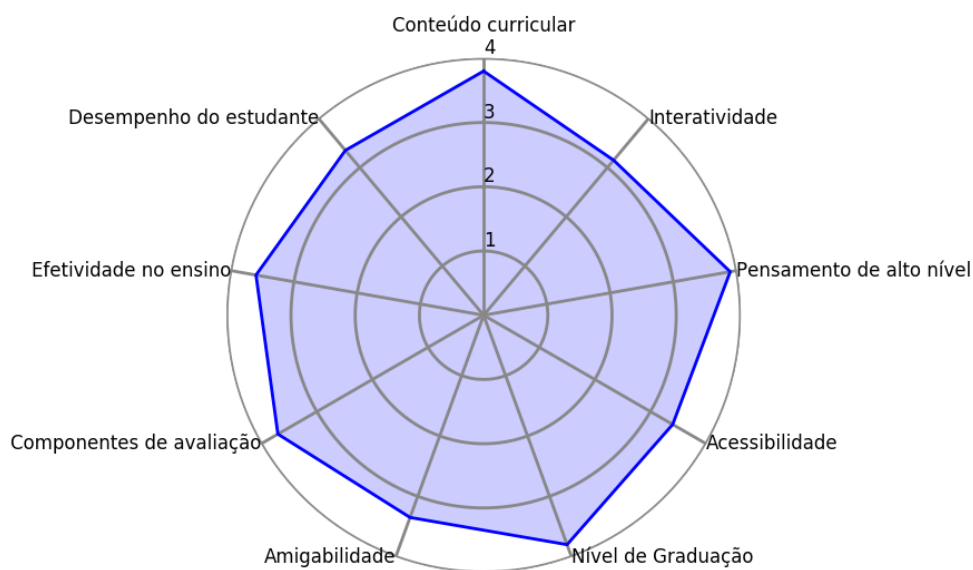 Conteúdo curricular
4
Desempenho do estudante
3
Interatividade
2
1
Efetividade no ensino
Pensamento de alto nível
Componentes de avaliação
Acessibilidade
Amigabilidade
Nível de Graduação